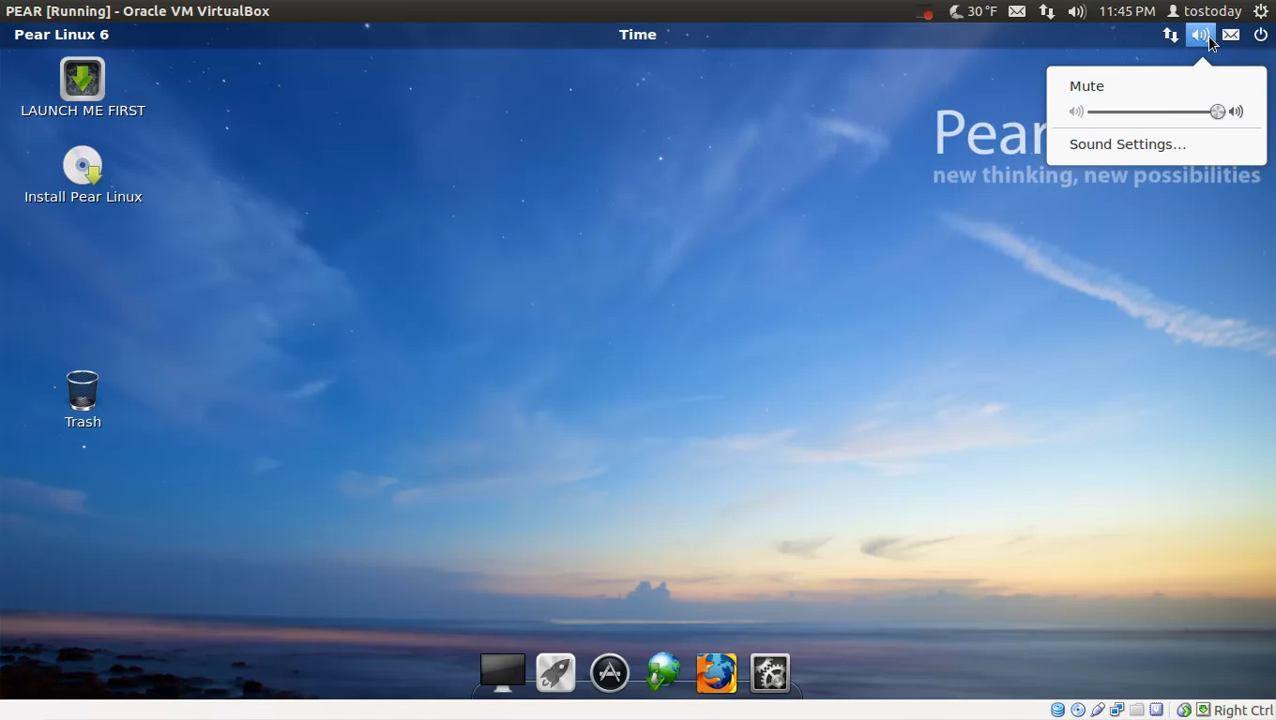 PEAR [Running] - Oracle VM VirtualBox
30 °F
11:45 PM
tostoday
Pear Linux 6
Time
LAUNCH ME FIRST
Install Pear Linux
Trash
Mute
Sound Settings...
Pear
new thinking, new possibilities
Right Ctrl